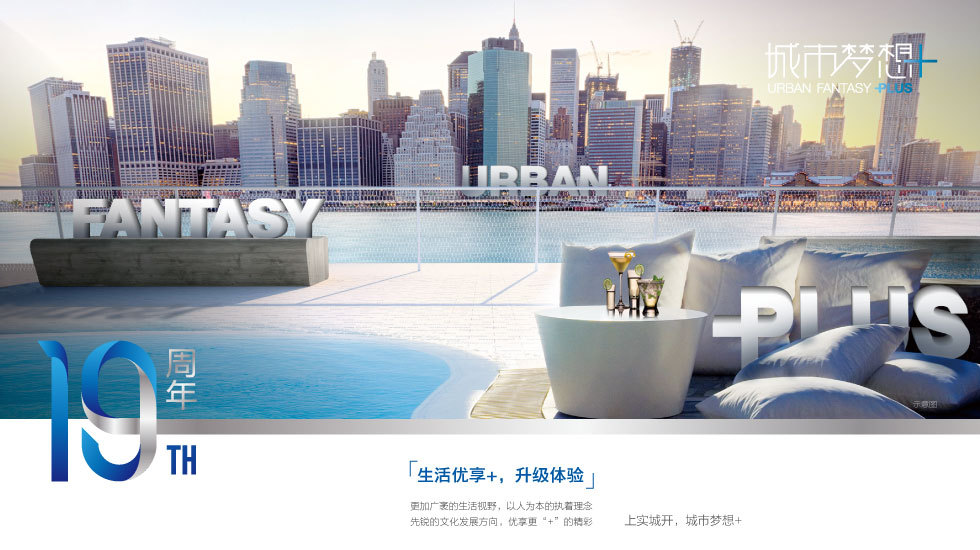 城市梦想+
URBAN FANTASY +PLUS
URBAN
FANTASY
+PLUS
示意图
19TH
周年
「生活优享+，升级体验」
更加广袤的生活视野，以人为本的执着理念
先锐的文化发展方向，优享更“+”的精彩
上实城开，城市梦想+